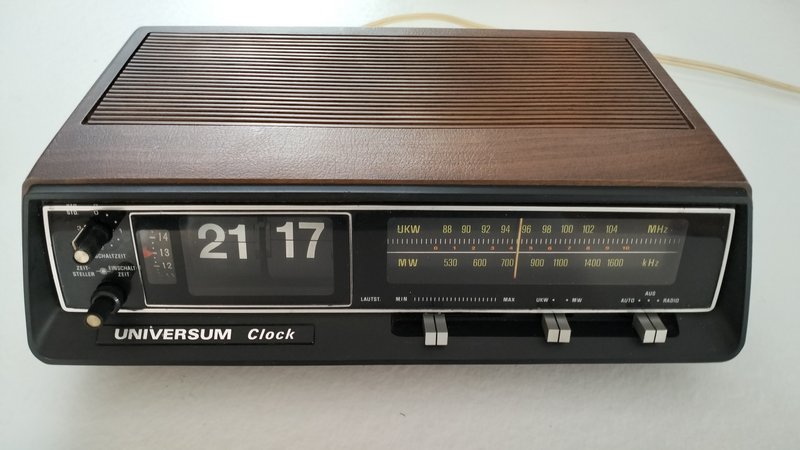 STD.
SCHALTZEIT
ZEIT-
STELLER
EINSCHALT
ZEIT
14
13
12
21 17
UKW 88 90 92 94 96 98 100 102 104 MHz
0 1 2 3 4 5 6 7 8 9 10
MW 530 600 700 900 1100 1400 1600 kHz
LAUTST. MIN MAX UKW MW AUS
AUTO RADIO
UNIVERSUM Clock